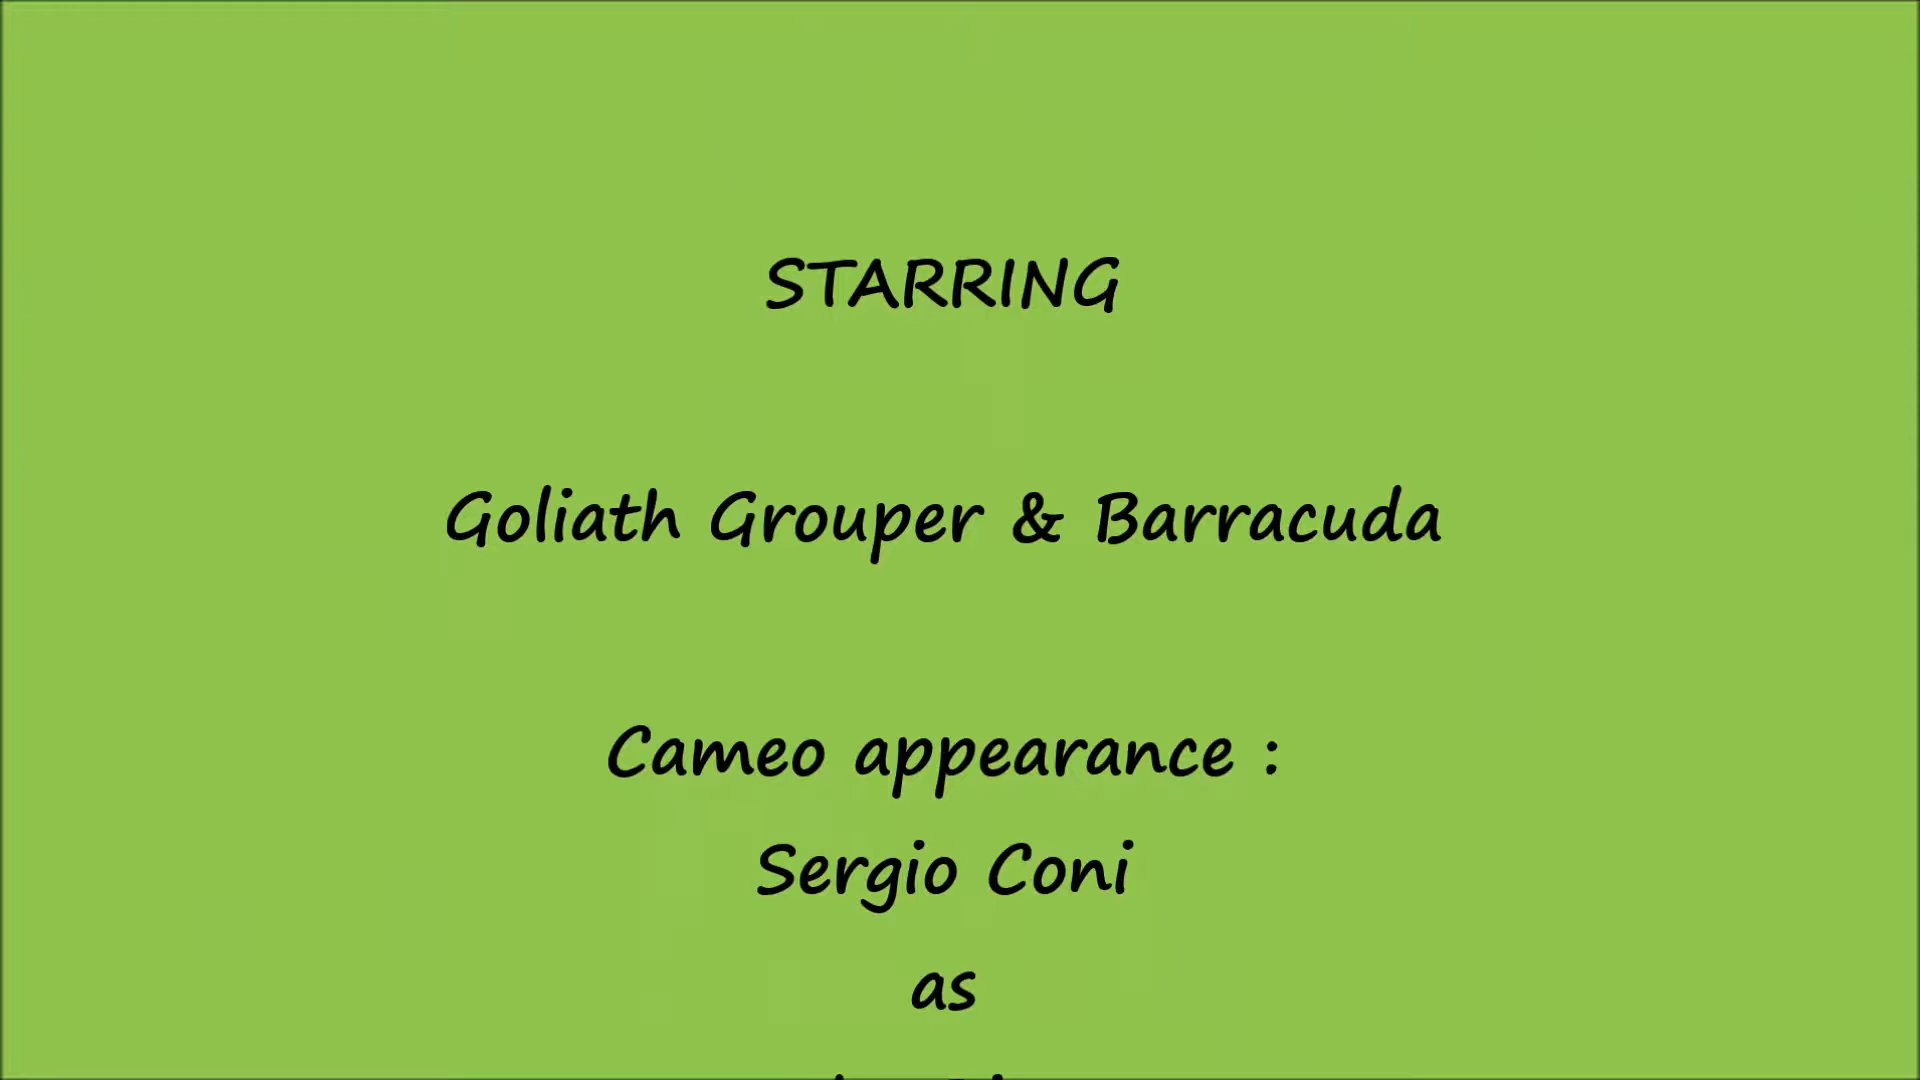 STARRING
Goliath Grouper & Barracuda
Cameo appearance :
Sergio Coni
as